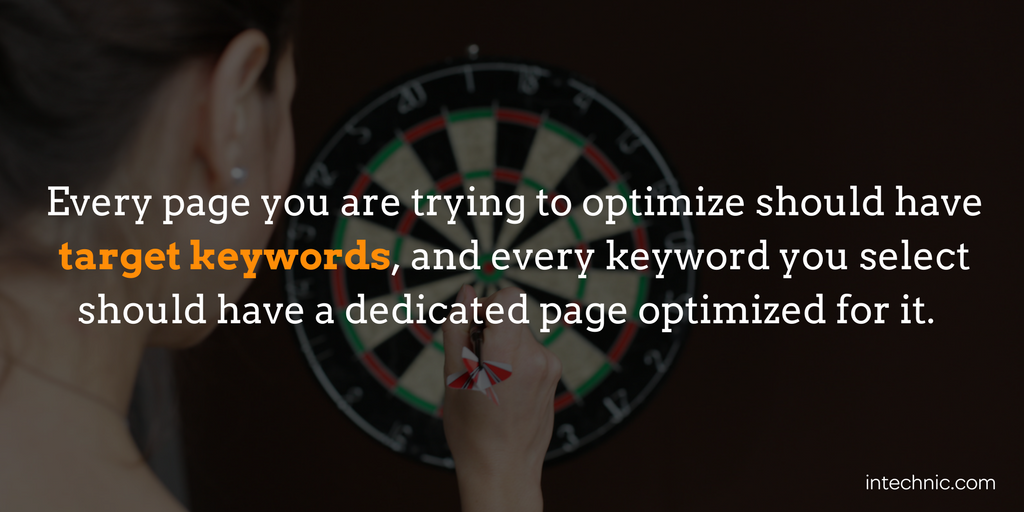 Every page you are trying to optimize should have
target keywords, and every keyword you select
should have a dedicated page optimized for it.
intechnic.com